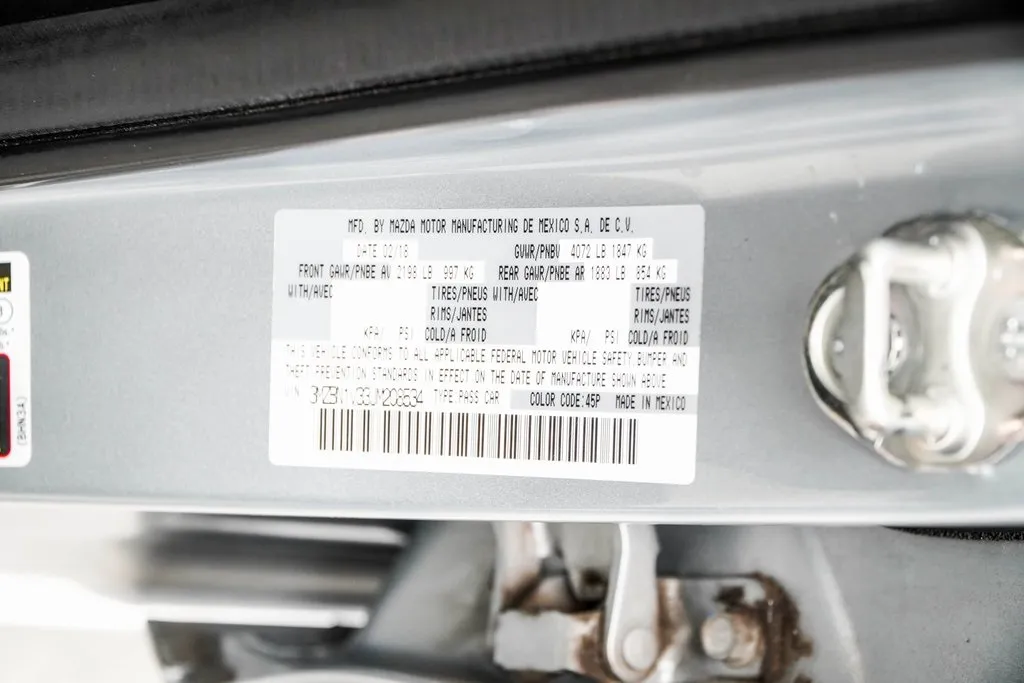 MFD. BY MAZDA MOTOR MANUFACTURING DE MEXICO S.A. DE C.V.
DATE 02/18 GVWR/PNBV 4072 LB 1847 KG
FRONT GAWR/PNBE AV 2198 LB 997 KG REAR GAWR/PNBE AR 1883 LB 854 KG
WITH/AVEC TIRES/PNEUS WITH/AVEC TIRES/PNEUS
RIMS/JANTES RIMS/JANTES
KPA/ PSI COLD/A FROID KPA/ PSI COLD/A FROID
THIS VEHICLE CONFORMS TO ALL APPLICABLE FEDERAL MOTOR VEHICLE SAFETY BUMPER AND
THEFT PREVENTION STANDARDS IN EFFECT ON THE DATE OF MANUFACTURE SHOWN ABOVE
VIN TYPE PASS CAR COLOR CODE:45P MADE IN MEXICO